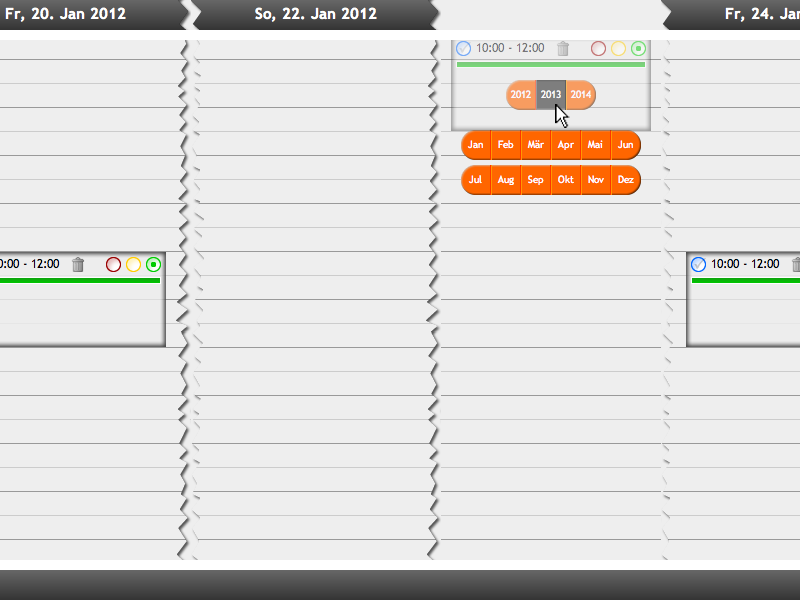 Fr, 20. Jan 2012
So, 22. Jan 2012
Fr, 24. Jan
10:00 - 12:00
2012 2013 2014
Jan Feb Mär Apr Mai Jun
Jul Aug Sep Okt Nov Dez
0:00 - 12:00
10:00 - 12:00